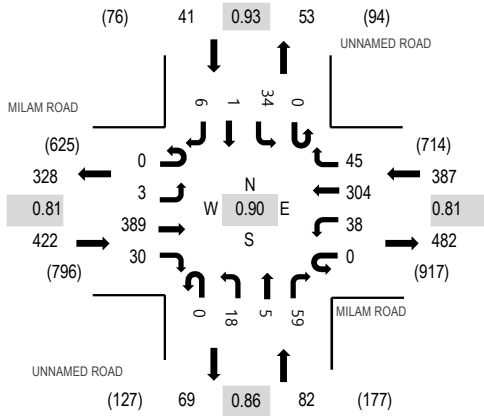 (76) 41 0.93 53 (94)
UNNAMED ROAD
MILAM ROAD
6 1 34 0
(625) (714)
0 45
328 387
3 304
N
0.81 W 0.90 E 0.81
S
389 38
422 482
30 0
(796) (917)
0 18 5 59
MILAM ROAD
UNNAMED ROAD
(127) 69 0.86 82 (177)